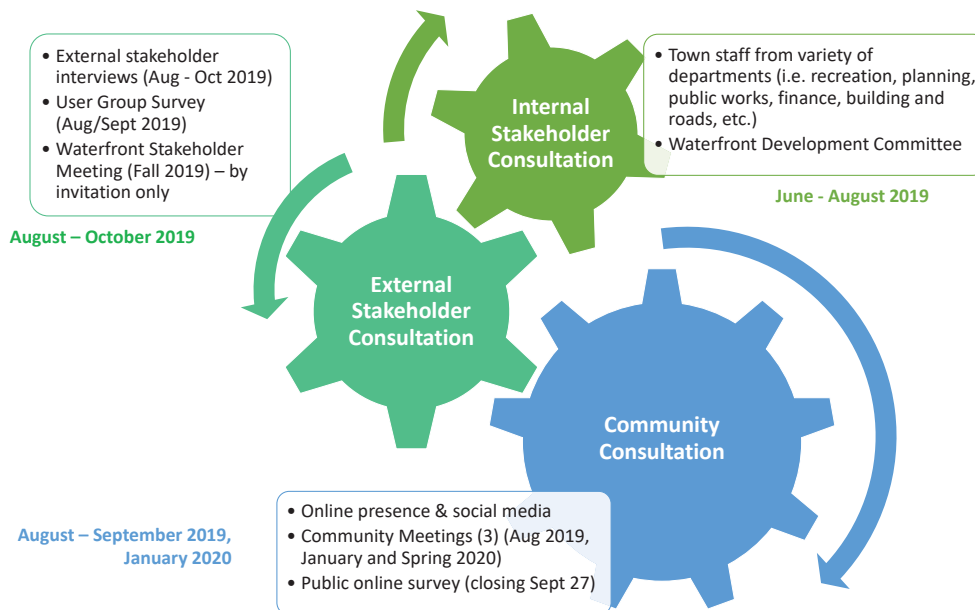 • External stakeholder
interviews (Aug - Oct 2019)
• User Group Survey
(Aug/Sept 2019)
• Waterfront Stakeholder
Meeting (Fall 2019) – by
invitation only
August – October 2019
Internal
Stakeholder
Consultation
• Town staff from variety of
departments (i.e. recreation, planning,
public works, finance, building and
roads, etc.)
• Waterfront Development Committee
June - August 2019
External
Stakeholder
Consultation
Community
Consultation
August – September 2019,
January 2020
• Online presence & social media
• Community Meetings (3) (Aug 2019,
January and Spring 2020)
• Public online survey (closing Sept 27)